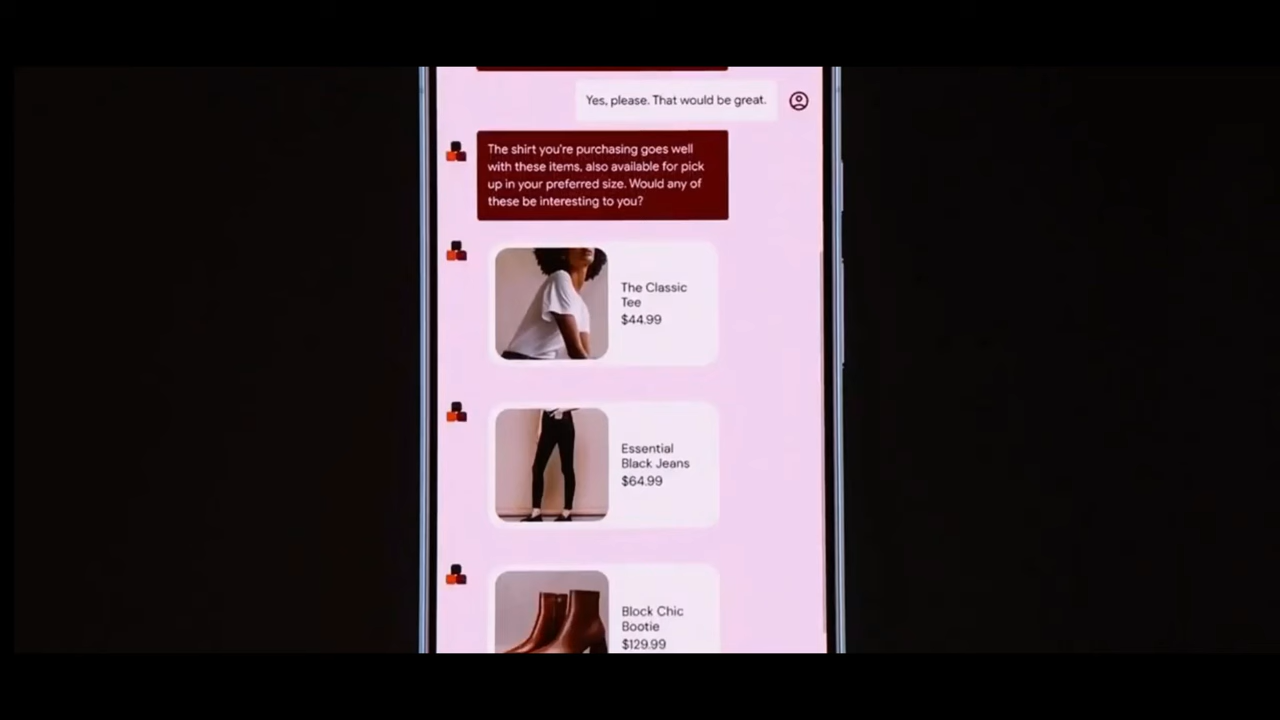 Yes, please. That would be great.
The shirt you're purchasing goes well
with these items, also available for pick
up in your preferred size. Would any of
these be interesting to you?
The Classic
Tee
$44.99
Essential
Black Jeans
$64.99
Block Chic
Bootie
$129.99